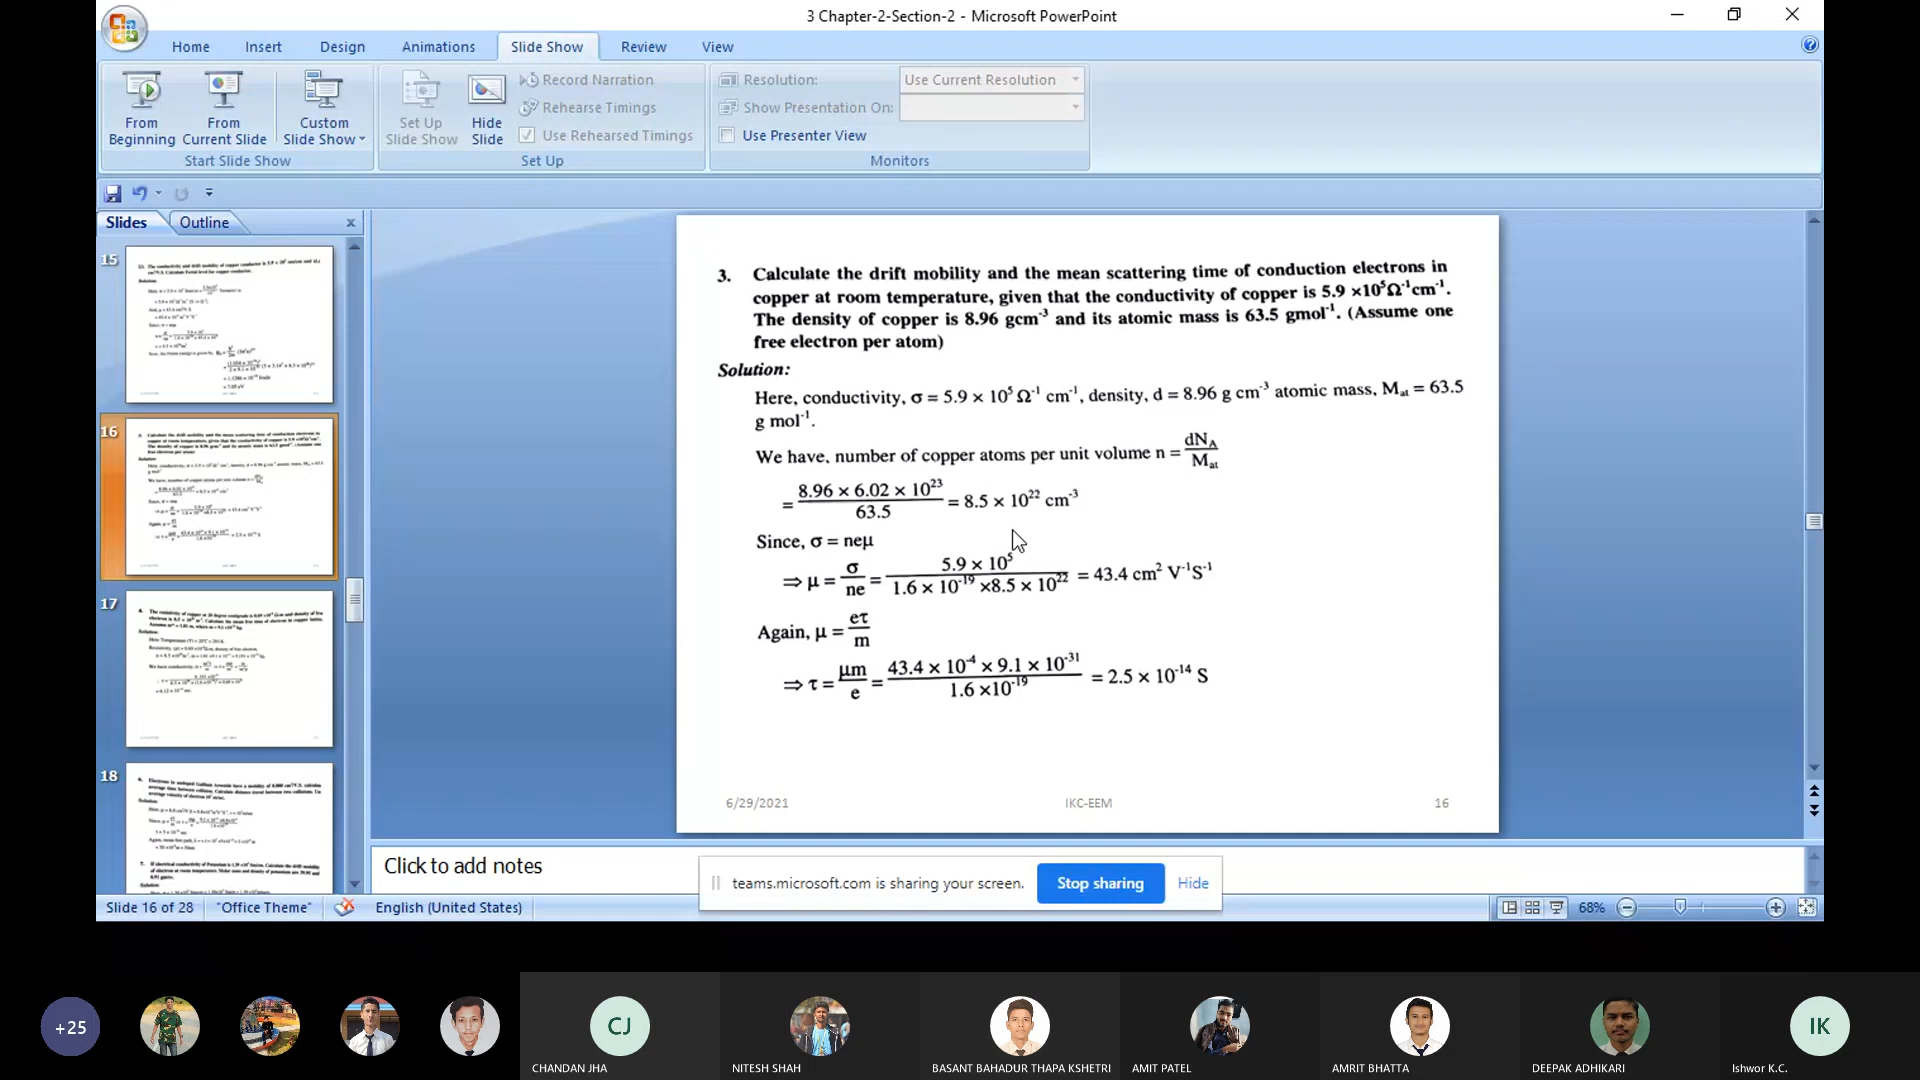 3 Chapter-2-Section-2 - Microsoft PowerPoint
Home Insert Design Animations Slide Show Review View
From Beginning
From Current Slide
Custom Slide Show
Start Slide Show
Set Up Slide Show
Hide Slide
Record Narration
Rehearse Timings
Use Rehearsed Timings
Set Up
Resolution: Use Current Resolution
Show Presentation On:
Use Presenter View
Monitors
Slides Outline x
15
16
17
18
3. Calculate the drift mobility and the mean scattering time of conduction electrons in
copper at room temperature, given that the conductivity of copper is 5.9 ×10⁵Ω⁻¹cm⁻¹.
The density of copper is 8.96 gcm⁻³ and its atomic mass is 63.5 gmol⁻¹. (Assume one
free electron per atom)
Solution:
Here, conductivity, σ = 5.9 × 10⁵ Ω⁻¹ cm⁻¹, density, d = 8.96 g cm⁻³ atomic mass, Mat = 63.5
g mol⁻¹.
We have, number of copper atoms per unit volume n = dNA / Mat
= 8.96 × 6.02 × 10²³ / 63.5 = 8.5 × 10²² cm⁻³
Since, σ = neμ
⇒ μ = σ / ne = 5.9 × 10⁵ / 1.6 × 10⁻¹⁹ ×8.5 × 10²² = 43.4 cm² V⁻¹S⁻¹
Again, μ = eτ / m
⇒ τ = μm / e = 43.4 × 10⁻⁴ × 9.1 × 10⁻³¹ / 1.6 ×10⁻¹⁹ = 2.5 × 10⁻¹⁴ S
6/29/2021 IKC-EEM 16
Click to add notes
teams.microsoft.com is sharing your screen. Stop sharing Hide
Slide 16 of 28 "Office Theme" English (United States) 68%
+25
CJ
IK
CHANDAN JHA NITESH SHAH BASANT BAHADUR THAPA KSHETRI AMIT PATEL AMRIT BHATTA DEEPAK ADHIKARI Ishwor K.C.